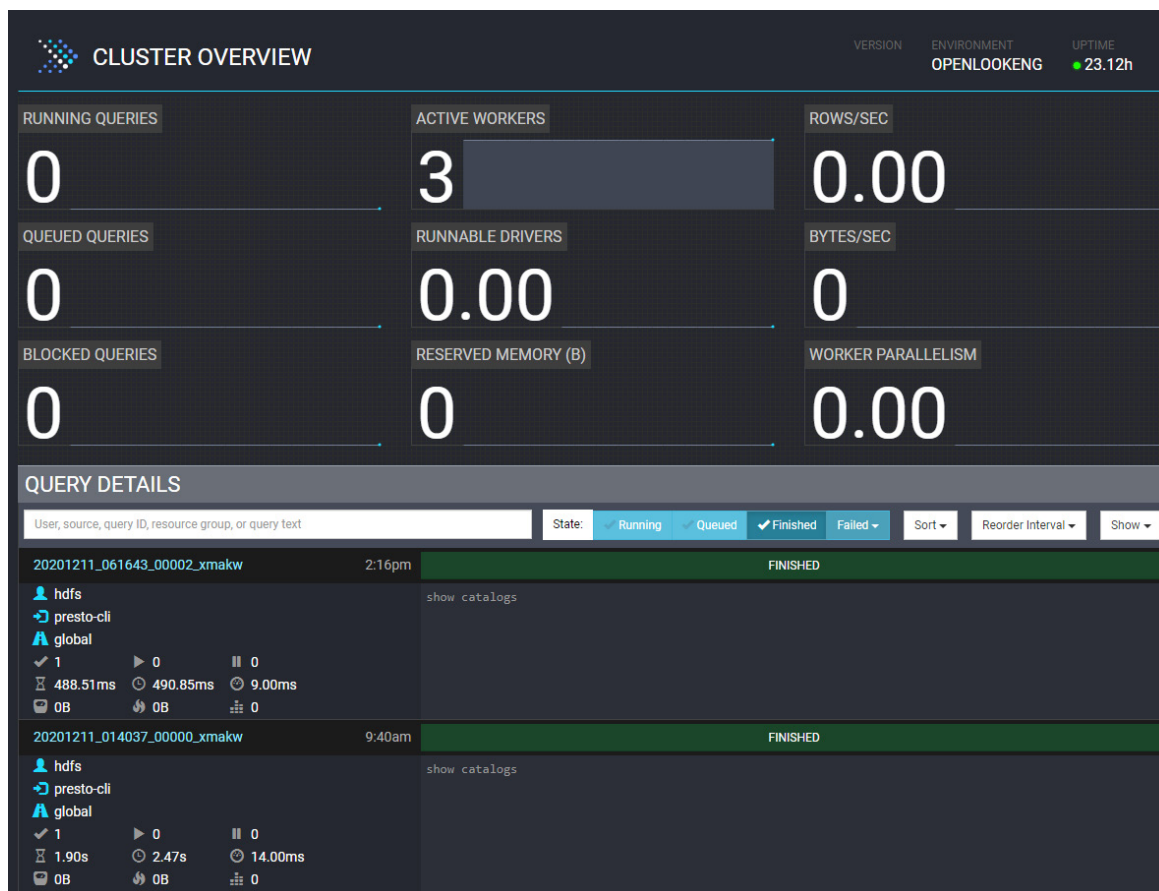 CLUSTER OVERVIEW
VERSION
ENVIRONMENT
OPENLOOKENG
UPTIME
23.12h
RUNNING QUERIES
0
ACTIVE WORKERS
3
ROWS/SEC
0.00
QUEUED QUERIES
0
RUNNABLE DRIVERS
0.00
BYTES/SEC
0
BLOCKED QUERIES
0
RESERVED MEMORY (B)
0
WORKER PARALLELISM
0.00
QUERY DETAILS
User, source, query ID, resource group, or query text
State: Running Queued Finished Failed Sort Reorder Interval Show
20201211_061643_00002_xmakw 2:16pm FINISHED
hdfs
show catalogs
presto-cli
global
1 0 0
488.51ms 490.85ms 9.00ms
0B 0B 0
20201211_014037_00000_xmakw 9:40am FINISHED
hdfs
show catalogs
presto-cli
global
1 0 0
1.90s 2.47s 14.00ms
0B 0B 0